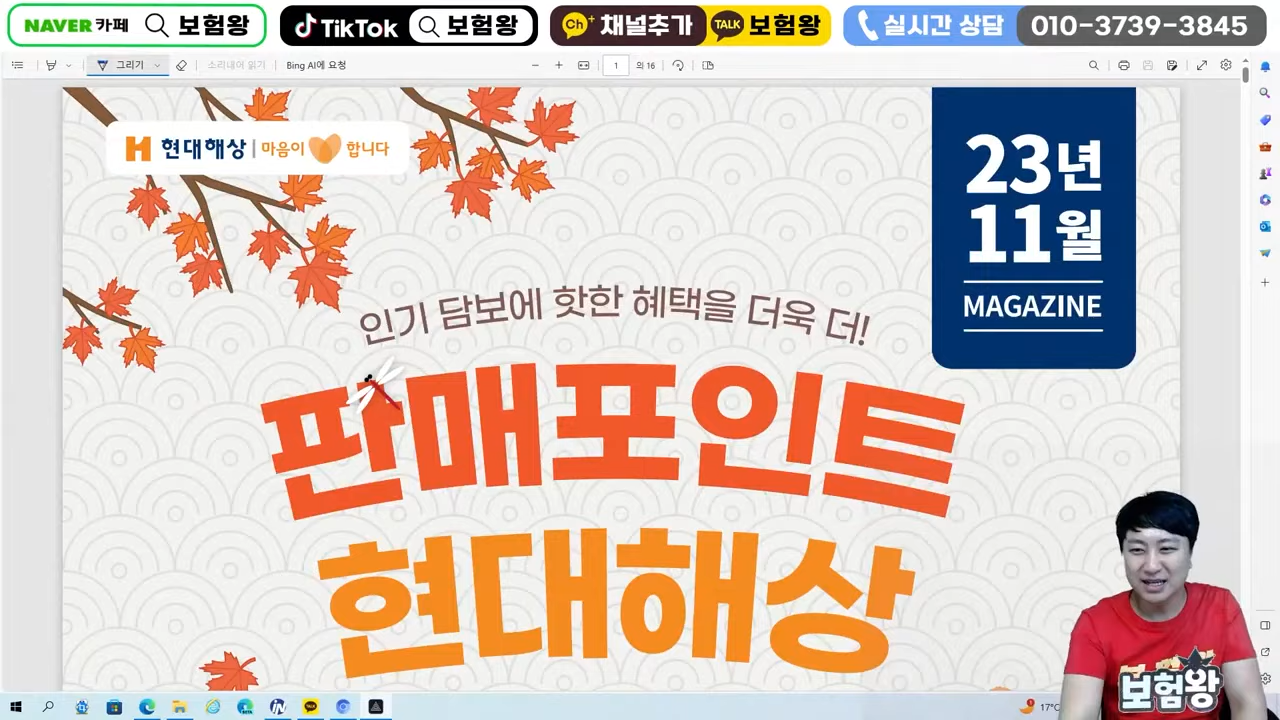 NAVER 카페 보험왕
TikTok 보험왕
Ch+ 채널추가 TALK 보험왕
실시간 상담 010-3739-3845
그리기 소리내어 읽기 Bing AI에 요청
1 의 16
현대해상 | 마음이 합니다
23년
11월
MAGAZINE
인기 담보에 핫한 혜택을 더욱 더!
판매포인트
현대해상
보험왕
17°C